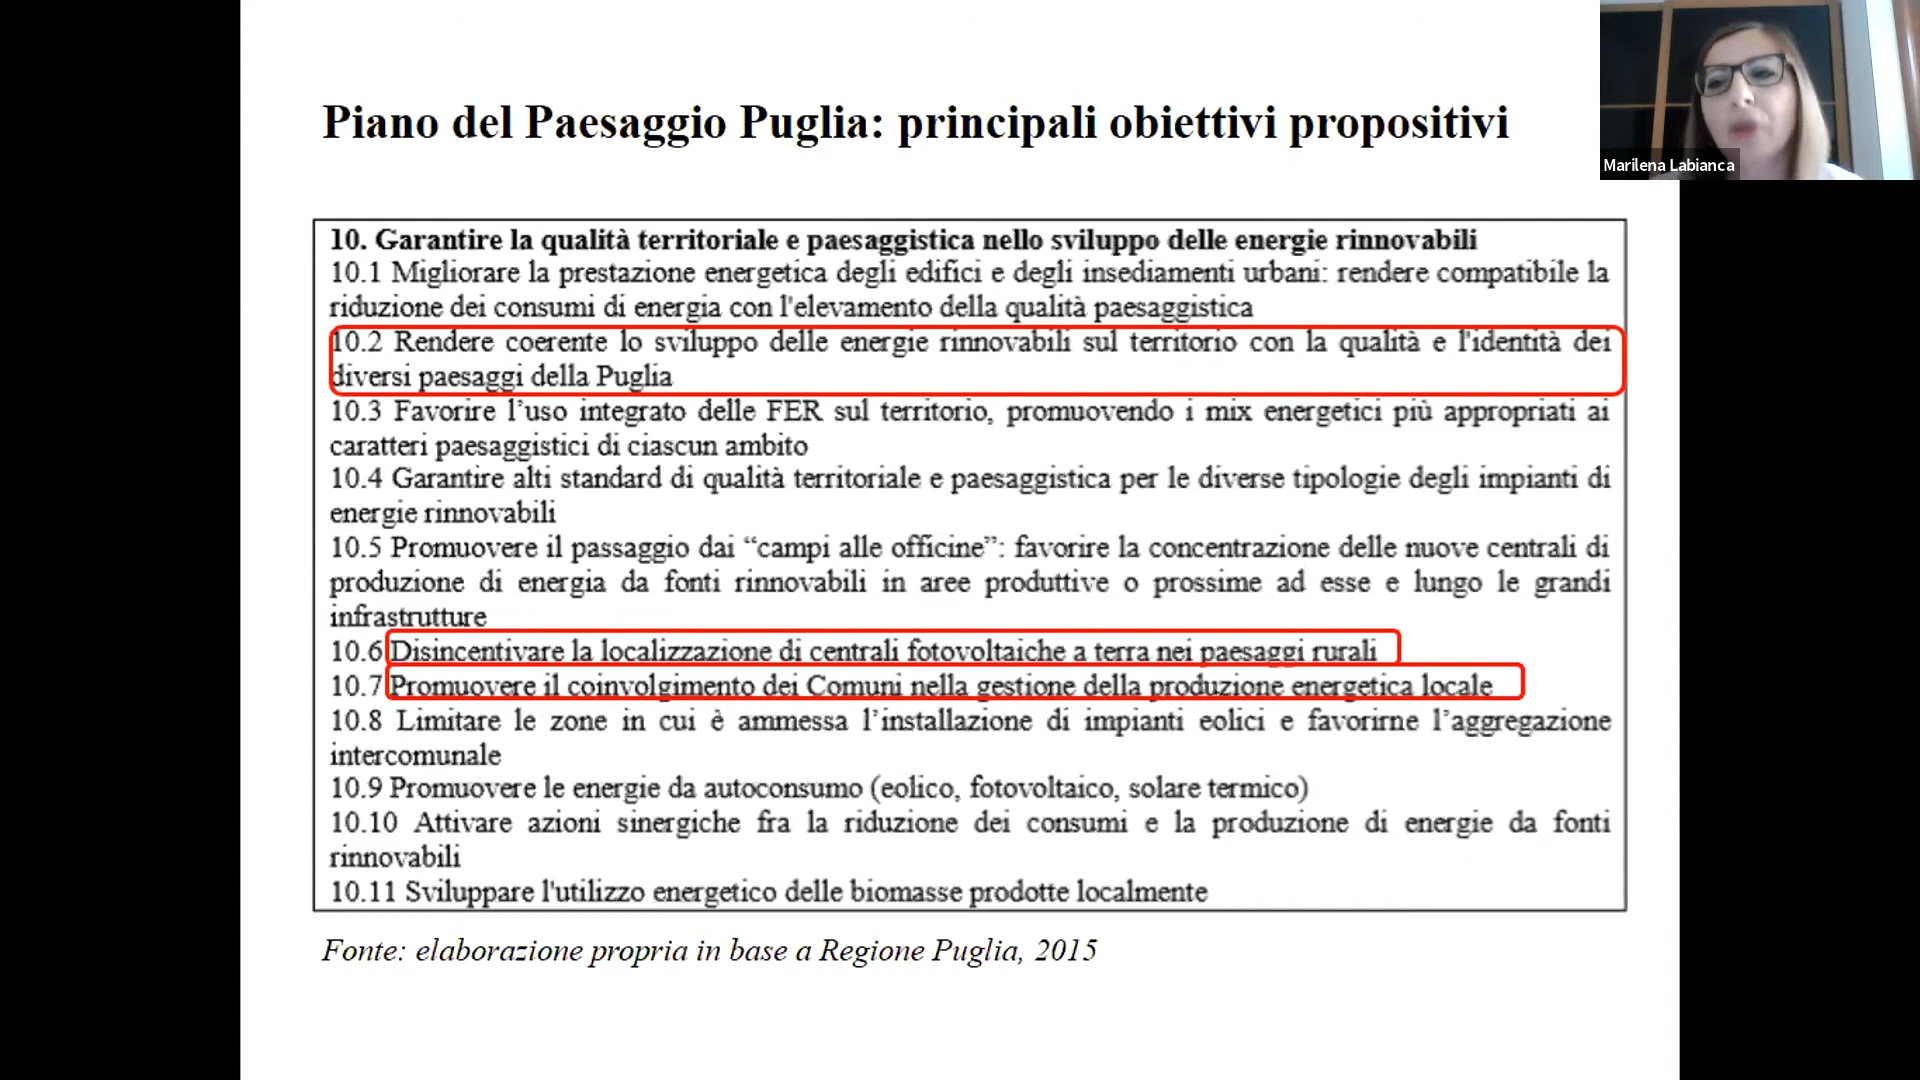 Piano del Paesaggio Puglia: principali obiettivi propositivi
Marilena Labianca
10. Garantire la qualità territoriale e paesaggistica nello sviluppo delle energie rinnovabili
10.1 Migliorare la prestazione energetica degli edifici e degli insediamenti urbani: rendere compatibile la
riduzione dei consumi di energia con l'elevamento della qualità paesaggistica
10.2 Rendere coerente lo sviluppo delle energie rinnovabili sul territorio con la qualità e l'identità dei
diversi paesaggi della Puglia
10.3 Favorire l’uso integrato delle FER sul territorio, promuovendo i mix energetici più appropriati ai
caratteri paesaggistici di ciascun ambito
10.4 Garantire alti standard di qualità territoriale e paesaggistica per le diverse tipologie degli impianti di
energie rinnovabili
10.5 Promuovere il passaggio dai “campi alle officine”: favorire la concentrazione delle nuove centrali di
produzione di energia da fonti rinnovabili in aree produttive o prossime ad esse e lungo le grandi
infrastrutture
10.6 Disincentivare la localizzazione di centrali fotovoltaiche a terra nei paesaggi rurali
10.7 Promuovere il coinvolgimento dei Comuni nella gestione della produzione energetica locale
10.8 Limitare le zone in cui è ammessa l’installazione di impianti eolici e favorirne l’aggregazione
intercomunale
10.9 Promuovere le energie da autoconsumo (eolico, fotovoltaico, solare termico)
10.10 Attivare azioni sinergiche fra la riduzione dei consumi e la produzione di energie da fonti
rinnovabili
10.11 Sviluppare l'utilizzo energetico delle biomasse prodotte localmente
Fonte: elaborazione propria in base a Regione Puglia, 2015